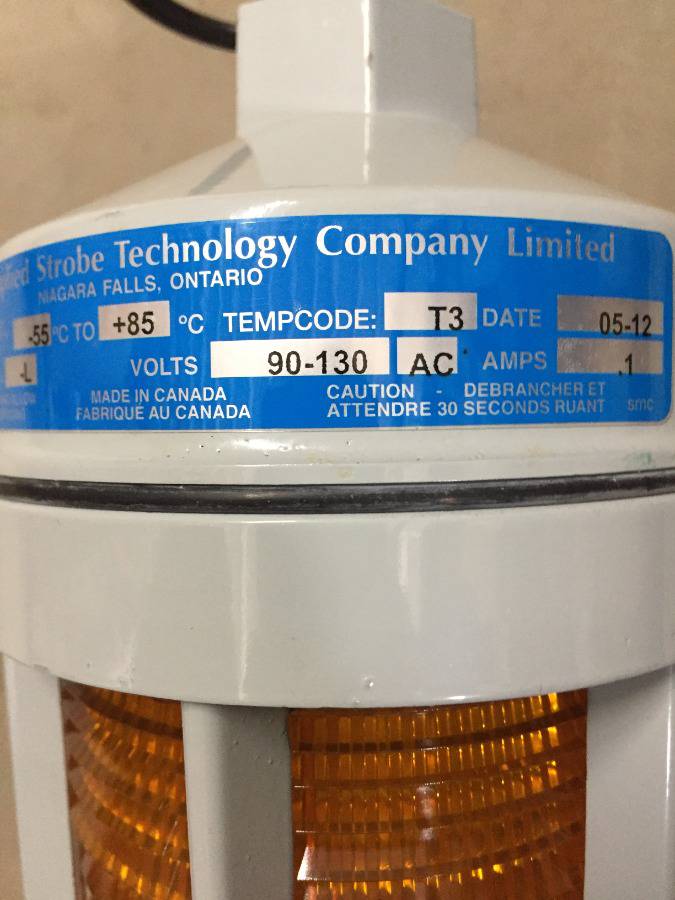 Strobe Technology Company Limited
NIAGARA FALLS, ONTARIO
-55 °C TO +85 °C TEMPCODE: T3 DATE 05-12
-L VOLTS 90-130 AC AMPS .1
MADE IN CANADA CAUTION - DEBRANCHER ET
FABRIQUÉ AU CANADA ATTENDRE 30 SECONDS RUANT smc